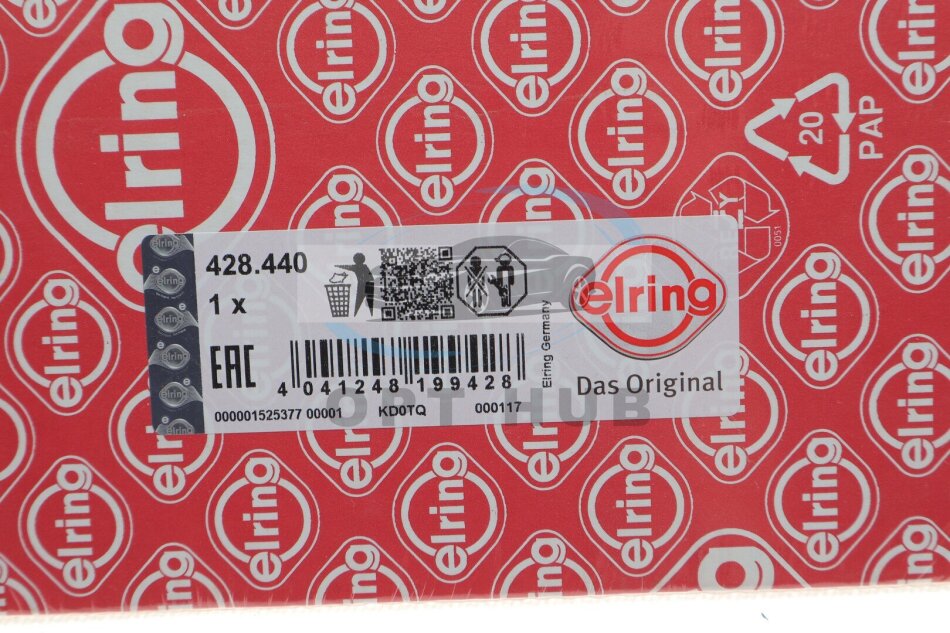 elring
20
PAP
428.440
1 x
EAC
4 041248 199428
000001525377 00001 KD0TQ 000117
Elring Germany
elring
Das Original
OPT HUB
0051